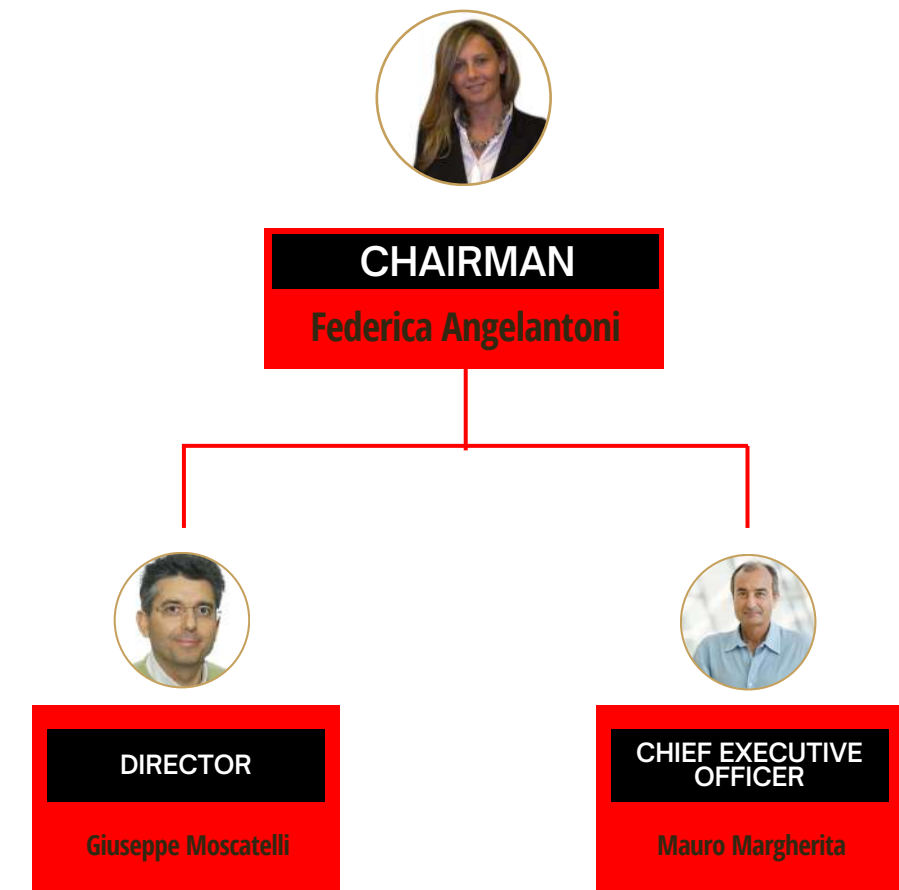 CHAIRMAN
Federica Angelantoni
DIRECTOR
Giuseppe Moscatelli
CHIEF EXECUTIVE
OFFICER
Mauro Margherita